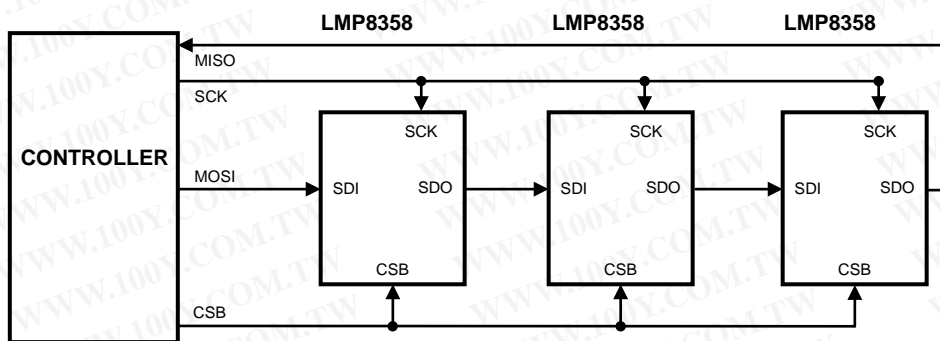 LMP8358 LMP8358 LMP8358
MISO
SCK
SCK SCK SCK
CONTROLLER
MOSI SDI SDO SDI SDO SDI SDO
CSB CSB CSB
CSB
WWW.100Y.COM.TW